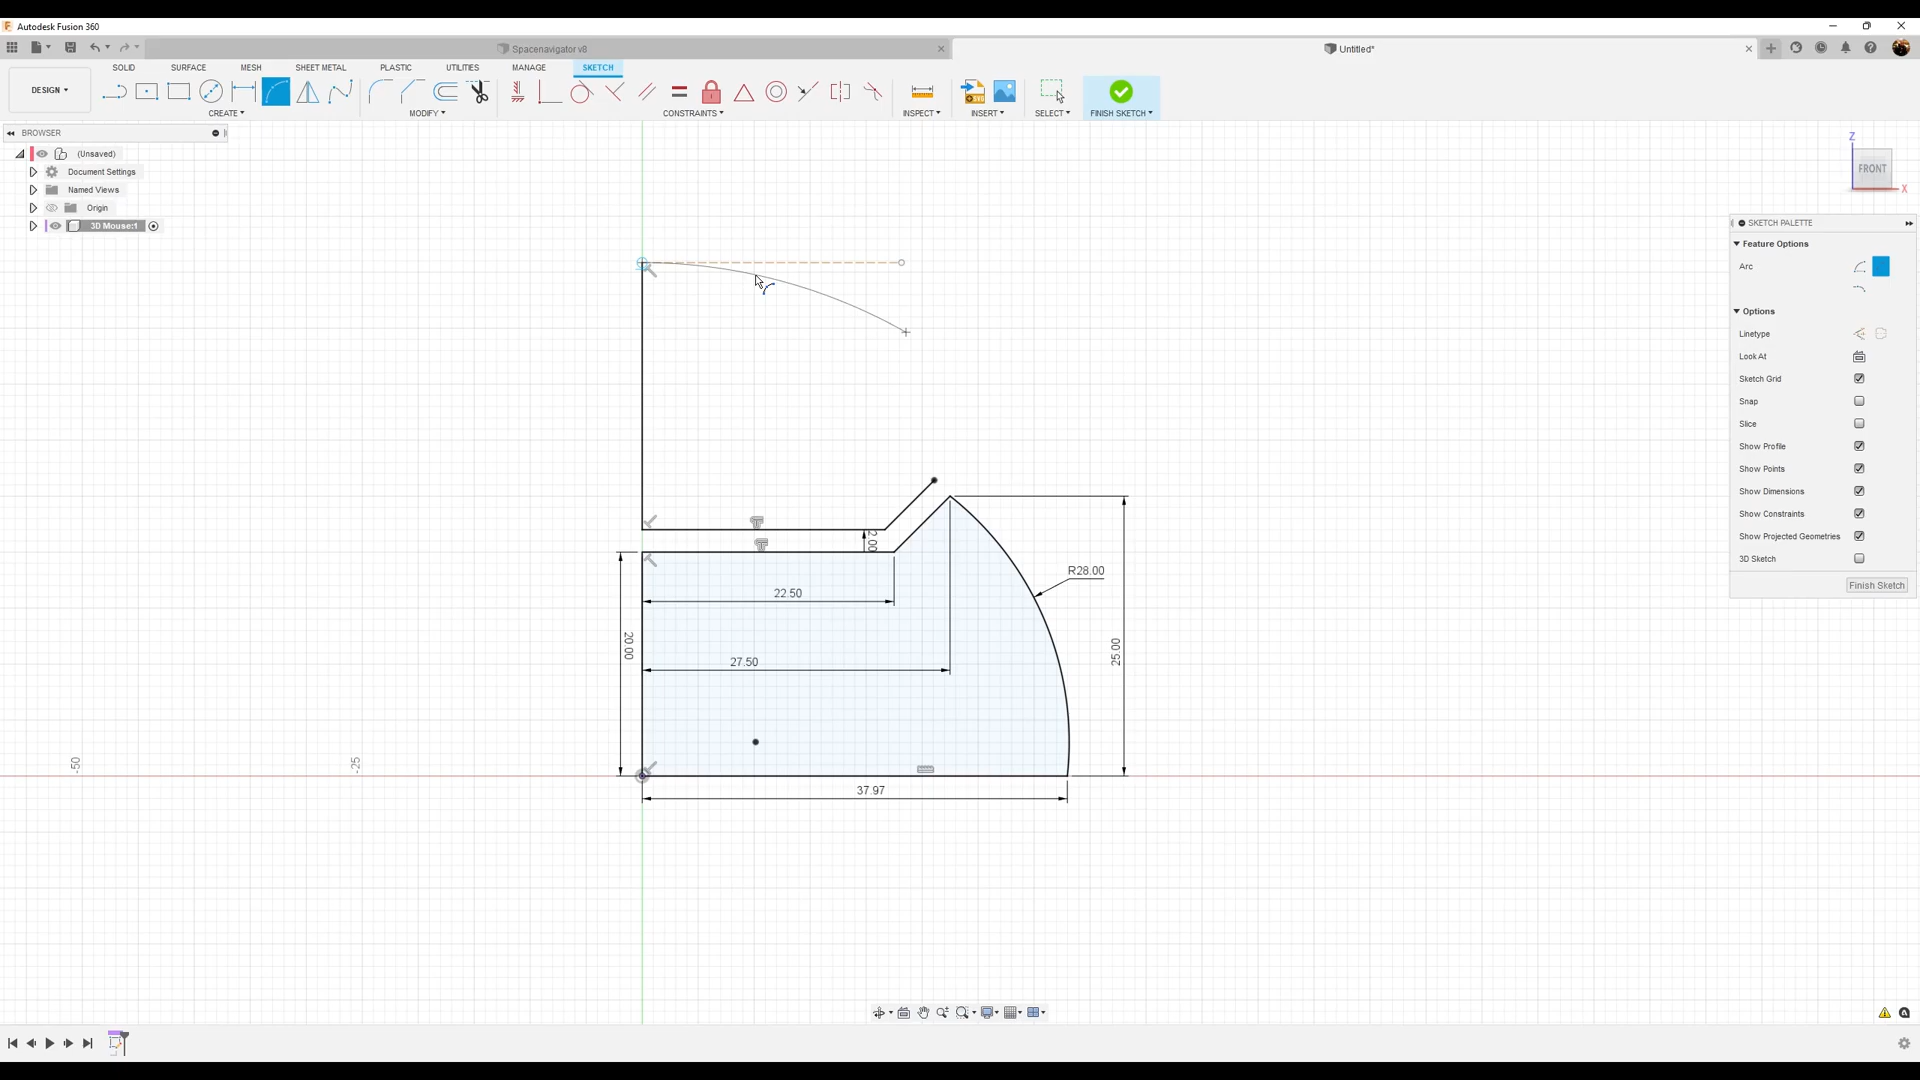 Autodesk Fusion 360
Spacenavigator v8
Untitled*
DESIGN
SOLID
SURFACE
MESH
SHEET METAL
PLASTIC
UTILITIES
MANAGE
SKETCH
CREATE
MODIFY
CONSTRAINTS
INSPECT
INSERT
SELECT
FINISH SKETCH
BROWSER
(Unsaved)
Document Settings
Named Views
Origin
3D Mouse:1
Z
FRONT
X
SKETCH PALETTE
Feature Options
Arc
Options
Linetype
Look At
Sketch Grid
Snap
Slice
Show Profile
Show Points
Show Dimensions
Show Constraints
Show Projected Geometries
3D Sketch
Finish Sketch
2.00
R28.00
22.50
20.00
27.50
25.00
37.97
-50
-25